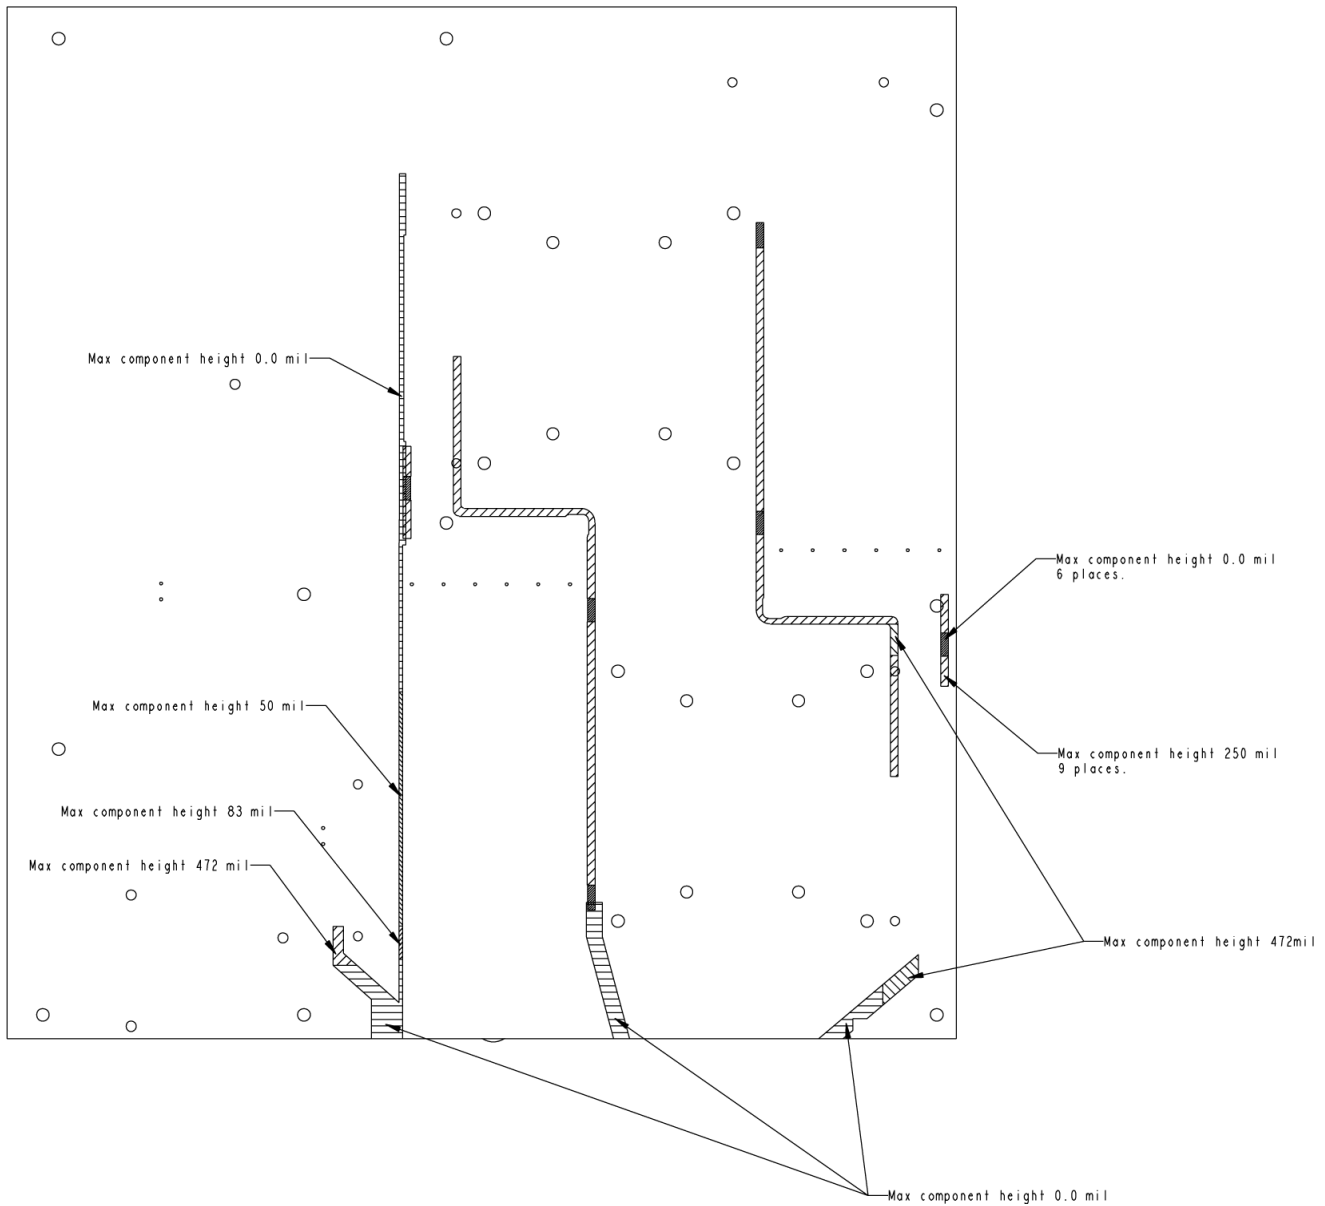 Max component height 0.0 mil
Max component height 0.0 mil
6 places.
Max component height 50 mil
Max component height 250 mil
9 places.
Max component height 83 mil
Max component height 472 mil
Max component height 472mil
Max component height 0.0 mil